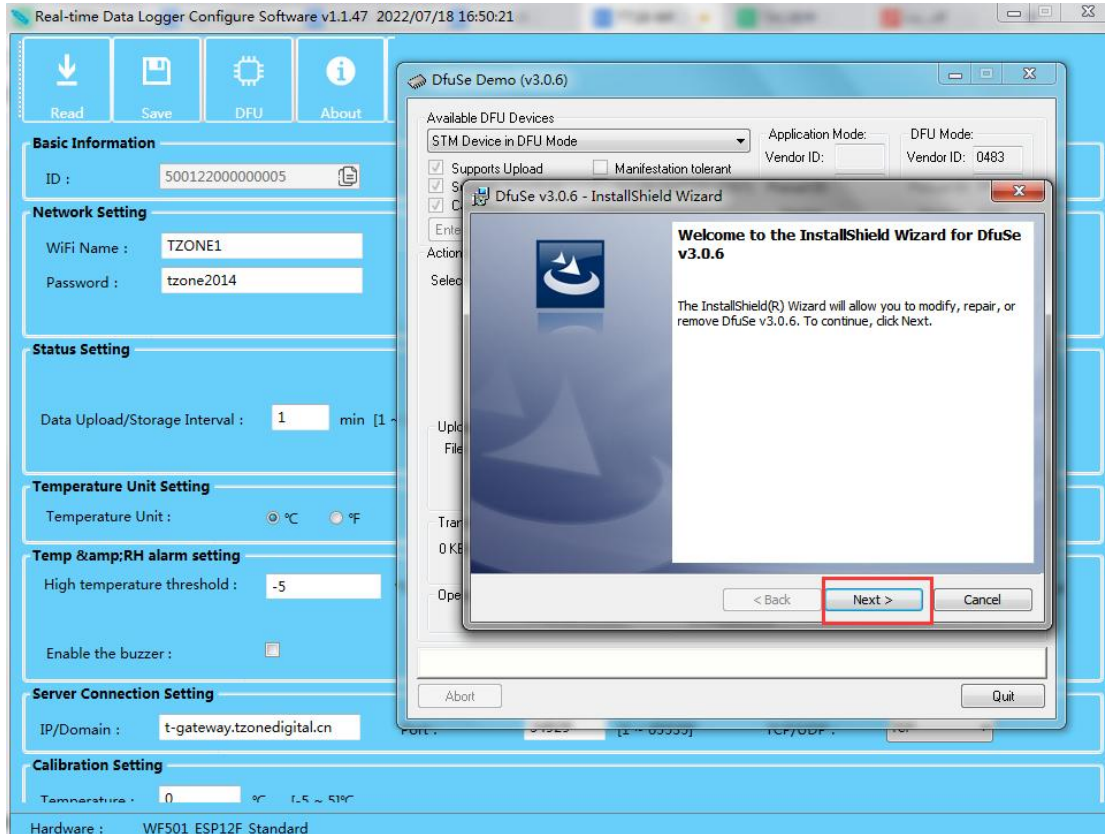 Real-time Data Logger Configure Software v1.1.47 2022/07/18 16:50:21
Read Save DFU About
DfuSe Demo (v3.0.6)
Available DFU Devices
STM Device in DFU Mode
Application Mode: DFU Mode:
Supports Upload Manifestation tolerant Vendor ID: Vendor ID: 0483
Basic Information
ID : 500122000000005
DfuSe v3.0.6 - InstallShield Wizard
Welcome to the InstallShield Wizard for DfuSe
v3.0.6
The InstallShield(R) Wizard will allow you to modify, repair, or
remove DfuSe v3.0.6. To continue, click Next.
< Back Next > Cancel
Network Setting
WiFi Name : TZONE1
Password : tzone2014
Status Setting
Data Upload/Storage Interval : 1 min [1 ~
Temperature Unit Setting
Temperature Unit : °C °F
Temp &amp;RH alarm setting
High temperature threshold : -5
Enable the buzzer :
0 KB
Abort Quit
Server Connection Setting
IP/Domain : t-gateway.tzonedigital.cn
Calibration Setting
Temperature : 0 °C [-5 ~ 5]°C
Hardware : WF501_ESP12F_Standard